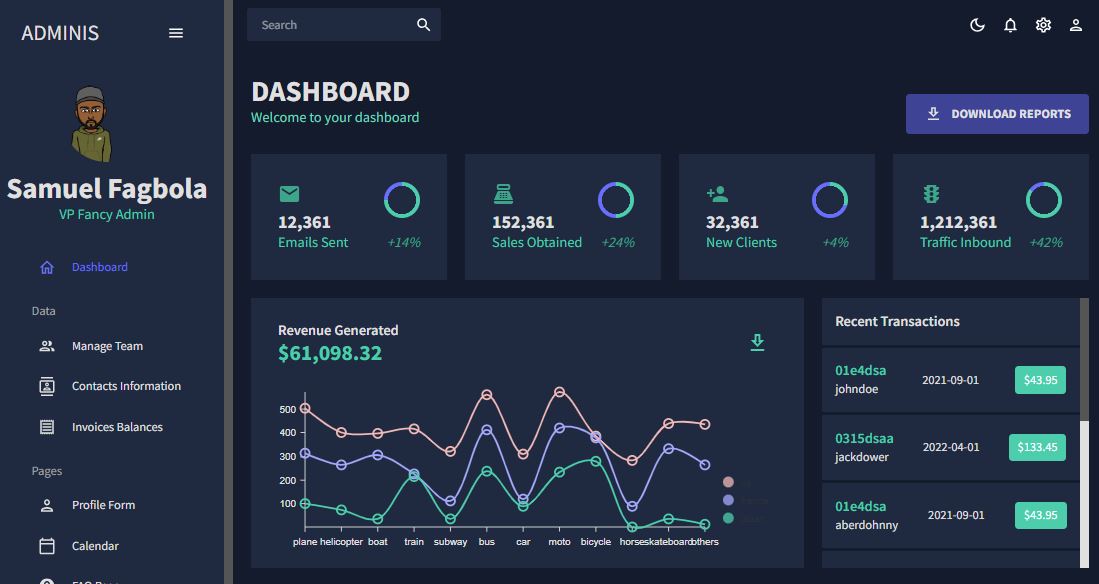 ADMINIS
Search
Samuel Fagbola
VP Fancy Admin
Dashboard
Data
Manage Team
Contacts Information
Invoices Balances
Pages
Profile Form
Calendar
DASHBOARD
Welcome to your dashboard
DOWNLOAD REPORTS
12,361
Emails Sent
+14%
152,361
Sales Obtained
+24%
32,361
New Clients
+4%
1,212,361
Traffic Inbound
+42%
Revenue Generated
$61,098.32
500
400
300
200
100
plane helicopter boat train subway bus car moto bicycle horse skateboard others
Recent Transactions
01e4dsa
johndoe
2021-09-01
$43.95
0315dsaa
jackdower
2022-04-01
$133.45
01e4dsa
aberdohnny
2021-09-01
$43.95